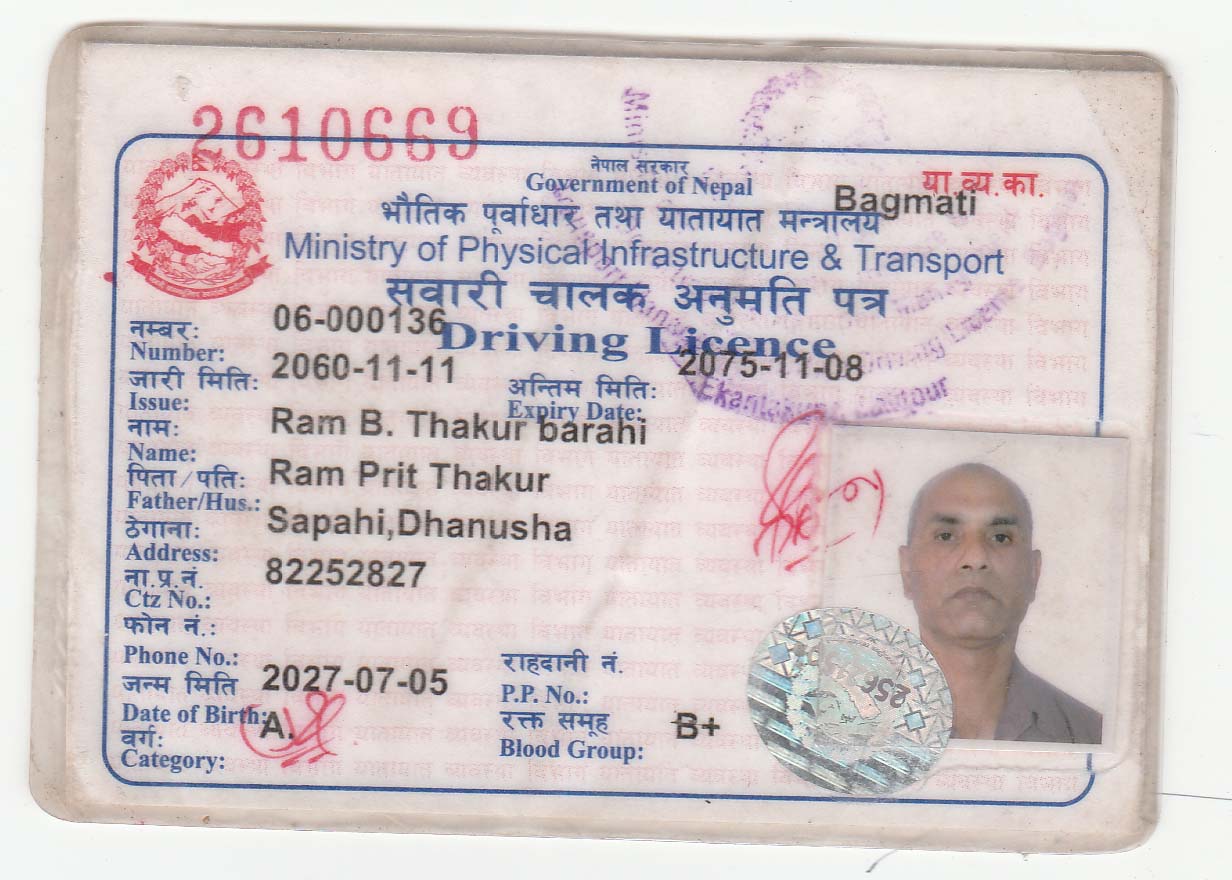 2610669
नेपाल सरकार
Government of Nepal
या.व्य.का.
Bagmati
भौतिक पूर्वाधार तथा यातायात मन्त्रालय
Ministry of Physical Infrastructure & Transport
सवारी चालक अनुमति पत्र
Driving Licence
नम्बर: 06-000136
Number:
जारी मिति: 2060-11-11 अन्तिम मिति: 2075-11-08
Issue: Expiry Date:
नाम: Ram B. Thakur barahi
Name:
पिता/पति: Ram Prit Thakur
Father/Hus.:
ठेगाना: Sapahi,Dhanusha
Address:
ना.प्र.नं. 82252827
Ctz No.:
फोन नं.:
Phone No.: राहदानी नं.
जन्म मिति 2027-07-05 P.P. No.:
Date of Birth: रक्त समूह B+
वर्ग: A. Blood Group:
Category: